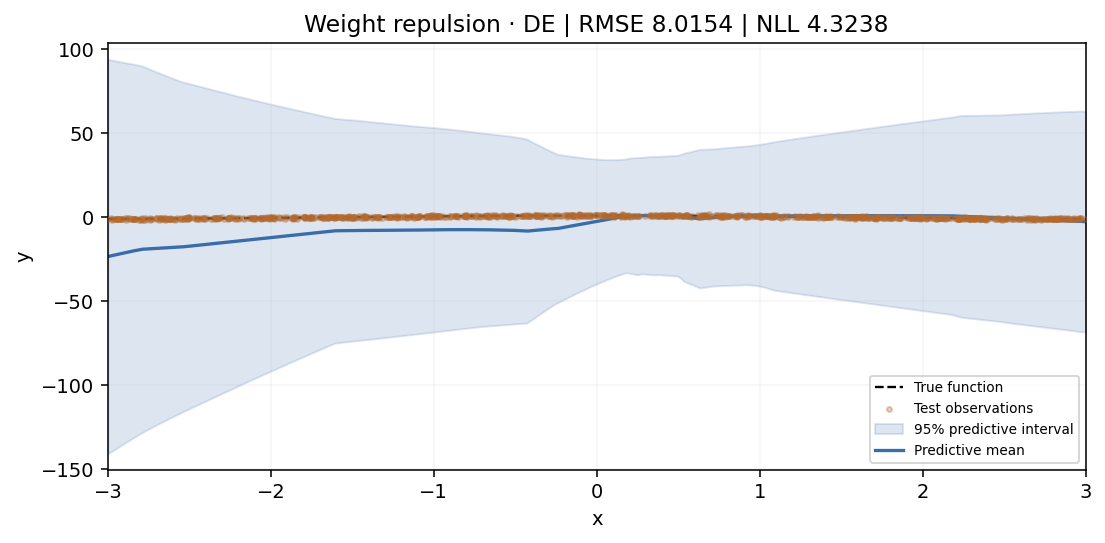 Weight repulsion · DE | RMSE 8.0154 | NLL 4.3238
100
50
0
−50
−100
−150
y
−3
−2
−1
0
1
2
3
x
True function
Test observations
95% predictive interval
Predictive mean